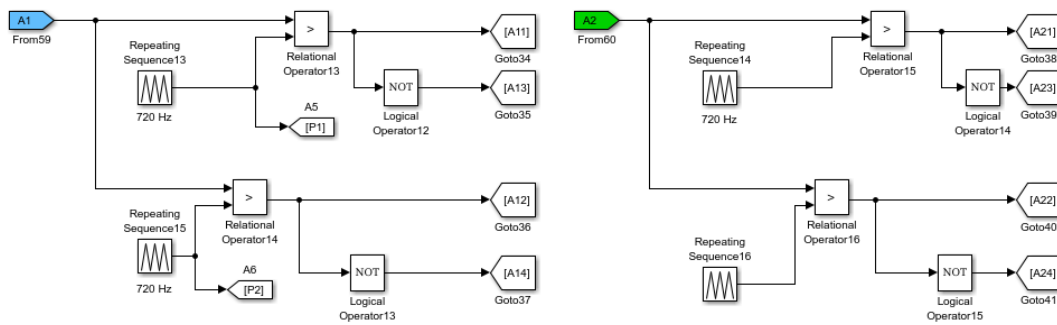 A1
From59
Repeating
Sequence13
720 Hz
>
Relational
Operator13
[A11]
Goto34
NOT
Logical
Operator12
[A13]
Goto35
A5
[P1]
>
Relational
Operator14
Repeating
Sequence15
720 Hz
A6
[P2]
[A12]
Goto36
NOT
Logical
Operator13
[A14]
Goto37
A2
From60
Repeating
Sequence14
720 Hz
>
Relational
Operator15
[A21]
Goto38
NOT
Logical
Operator14
[A23]
Goto39
>
Relational
Operator16
Repeating
Sequence16
[A22]
Goto40
NOT
Logical
Operator15
[A24]
Goto41